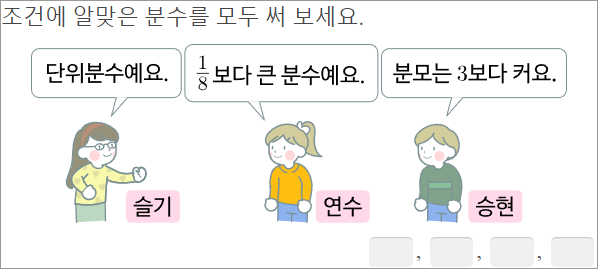 조건에 알맞은 분수를 모두 써 보세요.
단위분수예요.
1/8 보다 큰 분수예요.
분모는 3보다 커요.
슬기
연수
승현
, , ,